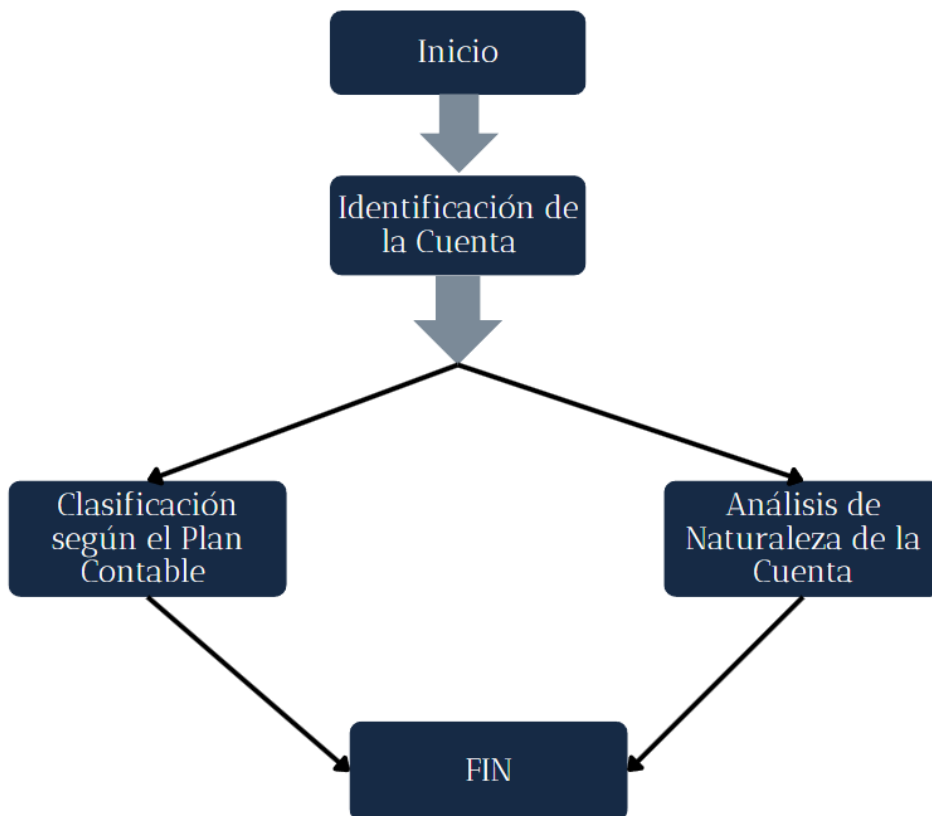 Inicio
Identificación de
la Cuenta
Clasificación
según el Plan
Contable
Análisis de
Naturaleza de la
Cuenta
FIN